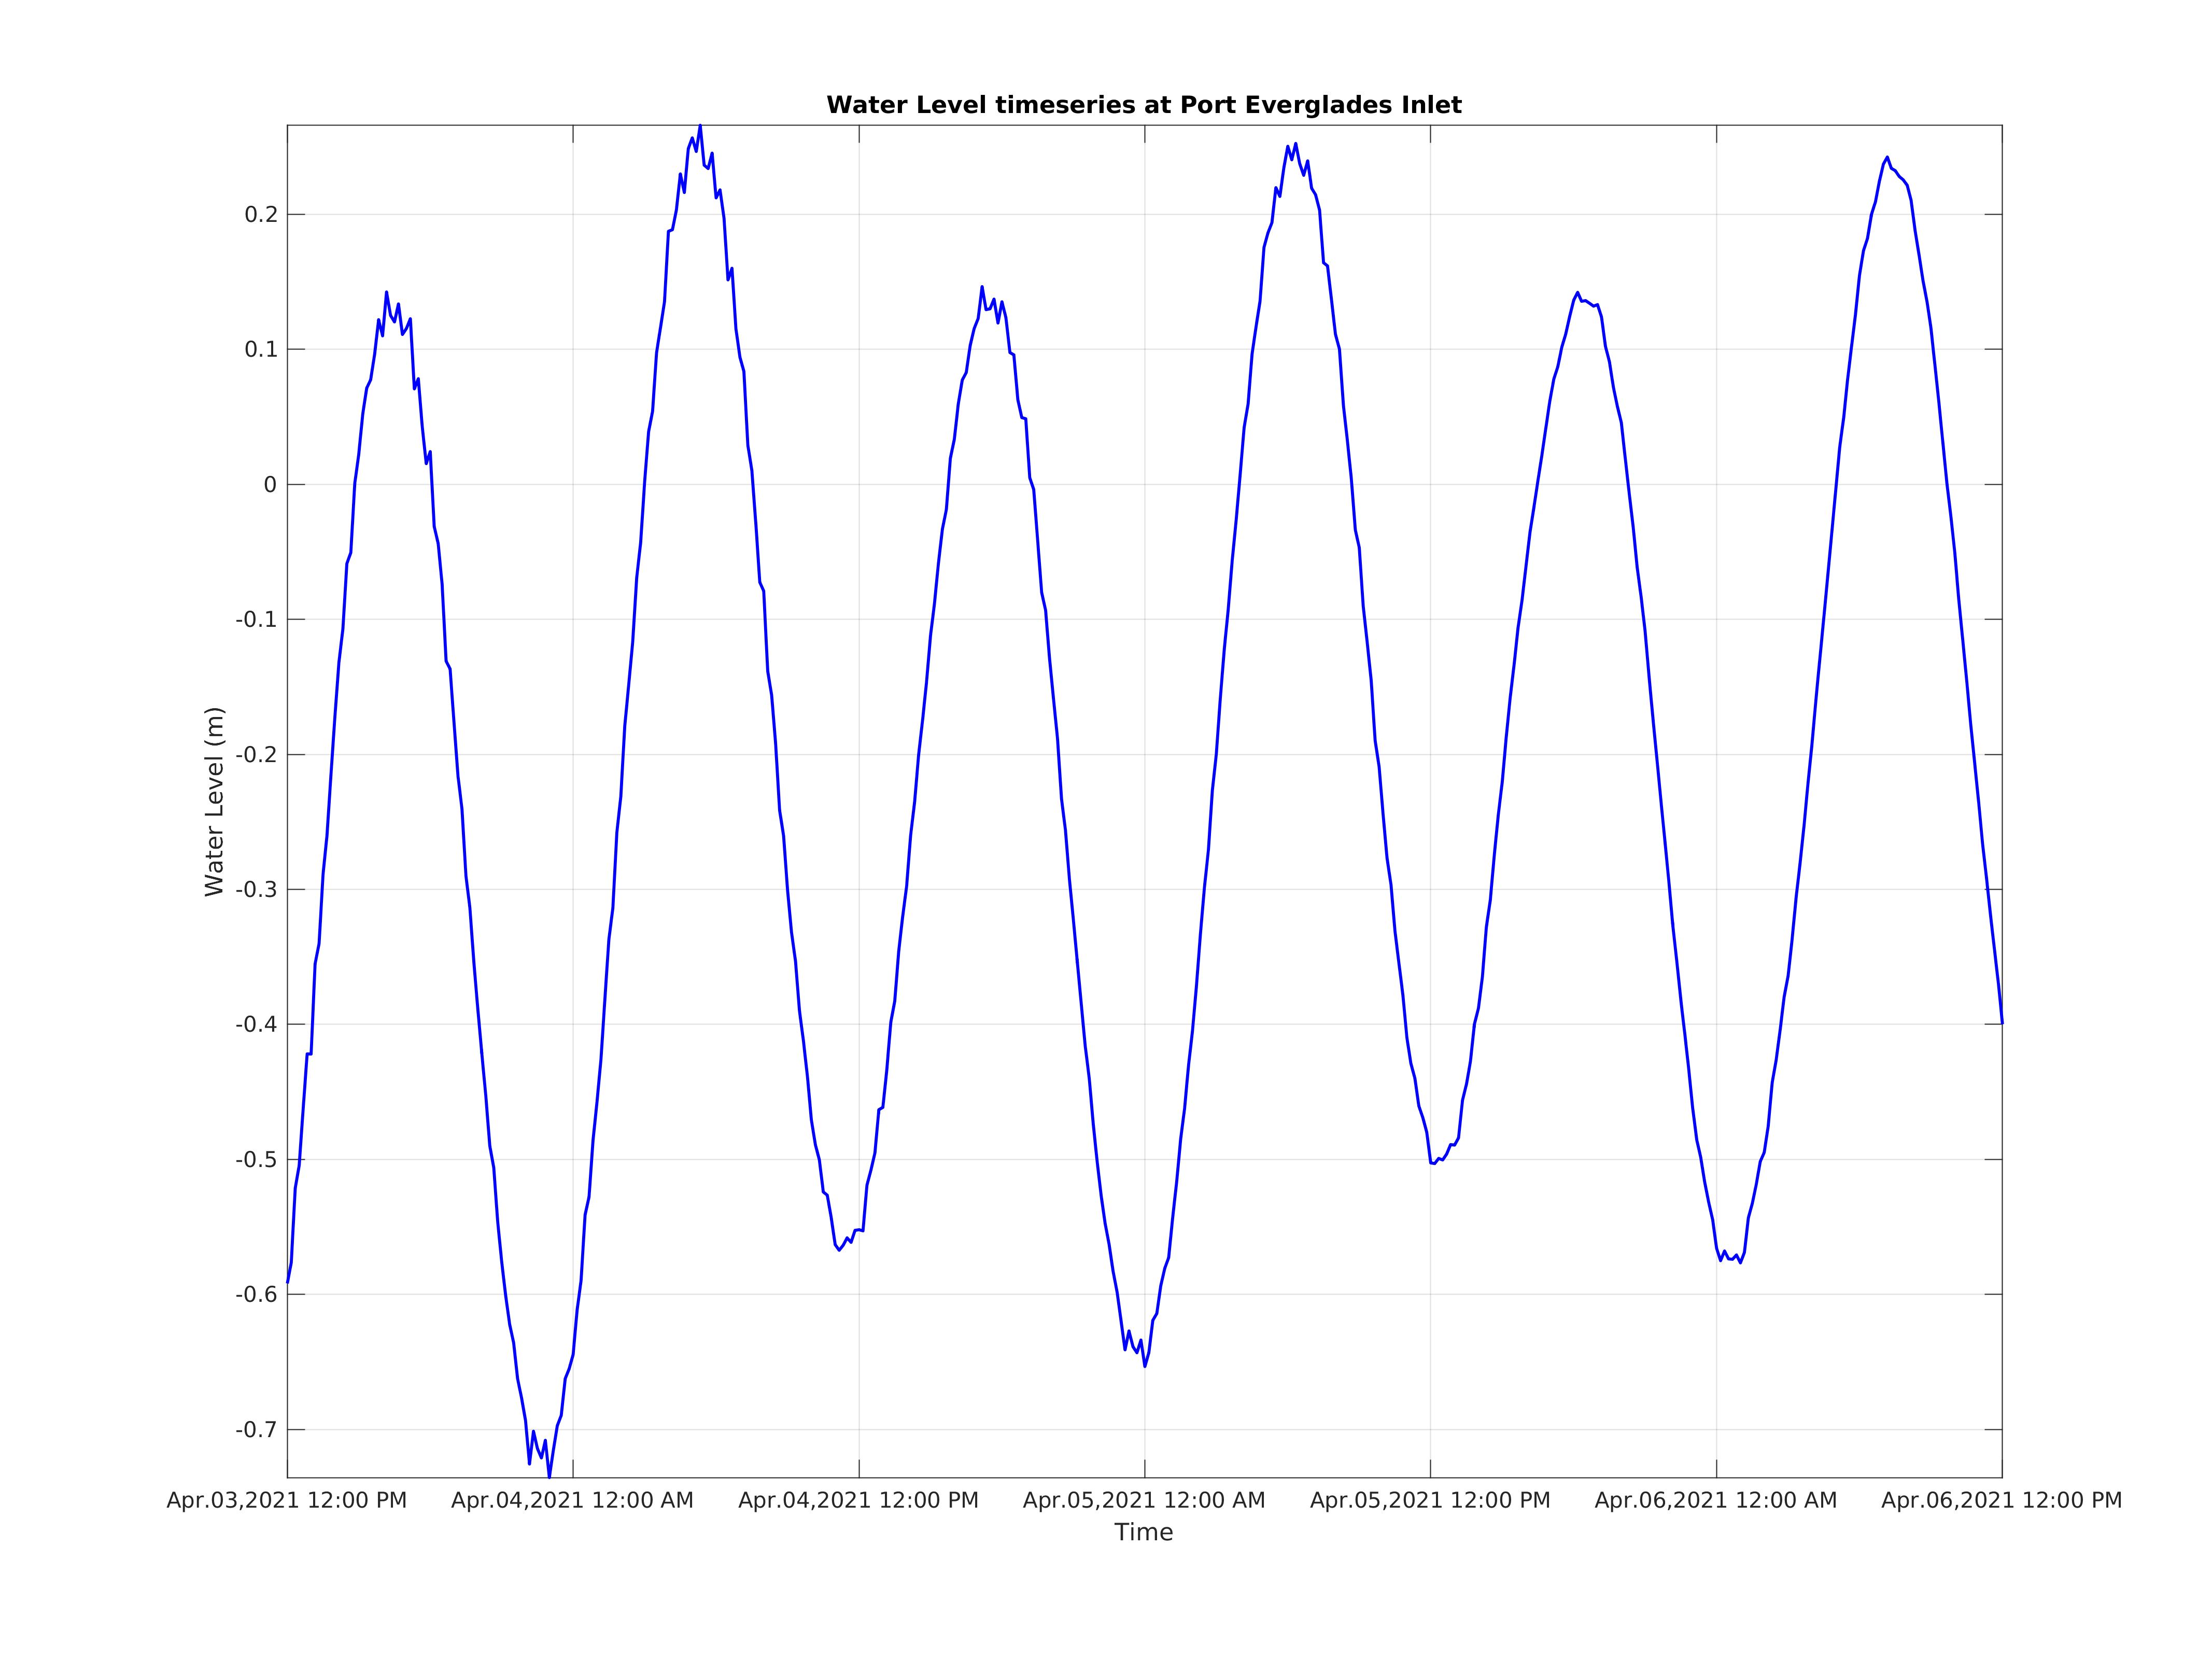 Water Level timeseries at Port Everglades Inlet
0.2
0.1
0
-0.1
-0.2
-0.3
-0.4
-0.5
-0.6
-0.7
Water Level (m)
Apr.03,2021 12:00 PM
Apr.04,2021 12:00 AM
Apr.04,2021 12:00 PM
Apr.05,2021 12:00 AM
Apr.05,2021 12:00 PM
Apr.06,2021 12:00 AM
Apr.06,2021 12:00 PM
Time